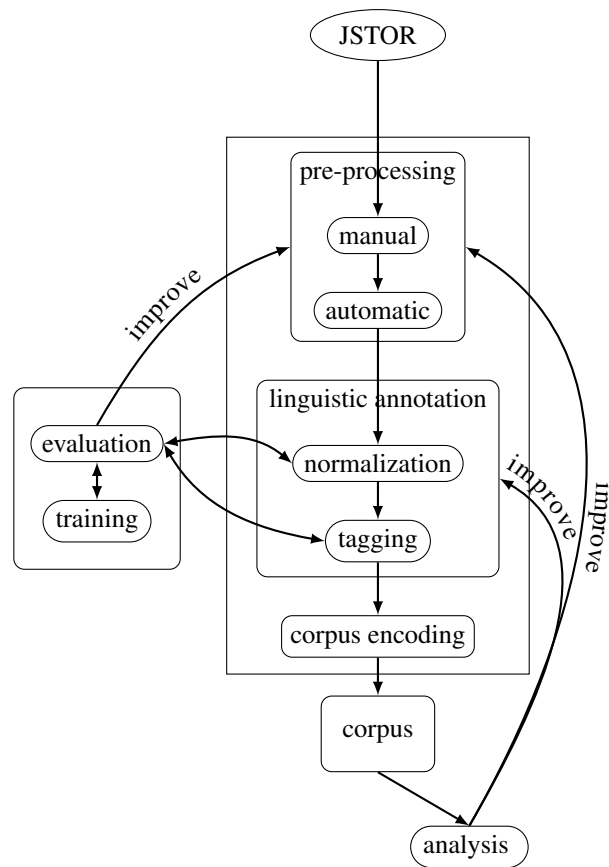 JSTOR
pre-processing
manual
automatic
improve
linguistic annotation
evaluation
normalization
training
tagging
improve
improve
corpus encoding
corpus
analysis